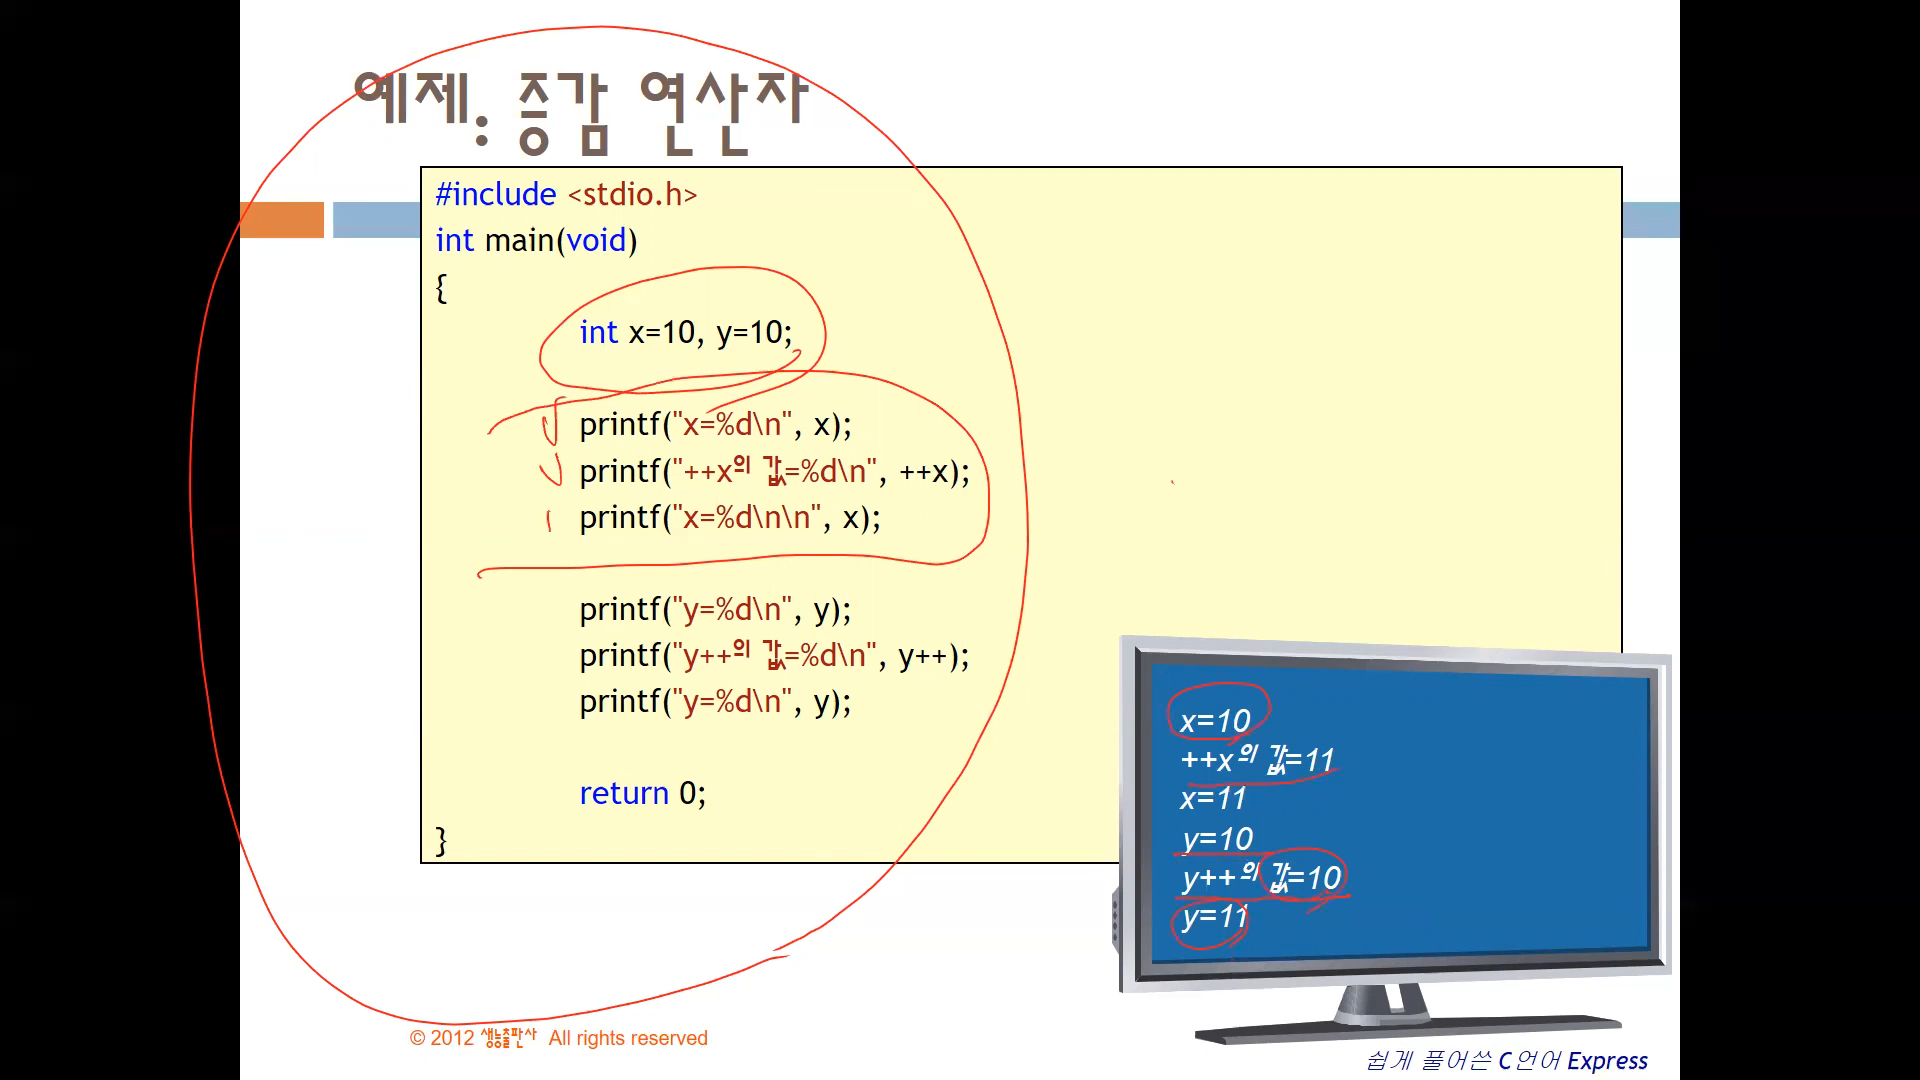 예제: 증감 연산자
#include <stdio.h>
int main(void)
{
int x=10, y=10;
printf("x=%d\n", x);
printf("++x의 값=%d\n", ++x);
printf("x=%d\n\n", x);
printf("y=%d\n", y);
printf("y++의 값=%d\n", y++);
printf("y=%d\n", y);
return 0;
}
x=10
++x의 값=11
x=11
y=10
y++의 값=10
y=11
© 2012 생능출판사 All rights reserved
쉽게 풀어쓴 C언어 Express